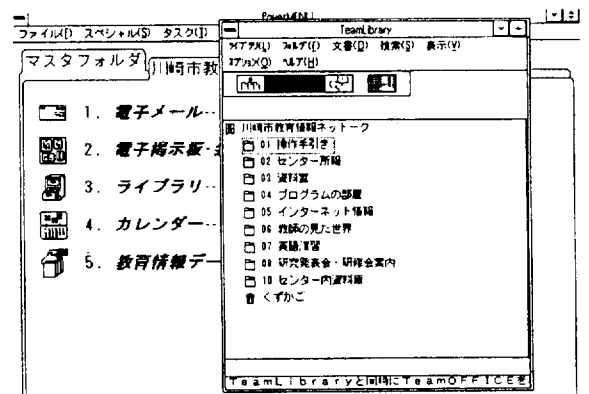 PowerMENU
ファイル(F) スペシャル(S) タスク(T)
マスタフォルダ
川崎市教
1. 電子メール‥
2. 電子掲示板・
3. ライブラリ‥
4. カレンダー‥
5. 教育情報デー
TeamLibrary
ライブラリ(L) フォルダ(F) 文書(D) 検索(S) 表示(V)
オプション(O) ヘルプ(H)
川崎市教育情報ネットーク
01 操作手引き
02 センター所報
03 資料室
04 プログラムの部屋
05 インターネット情報
06 教師の見た世界
07 英語演習
08 研究発表会・研修会案内
10 センター内資料庫
くずかご
TeamLibraryと同時にTeamOFFICEを